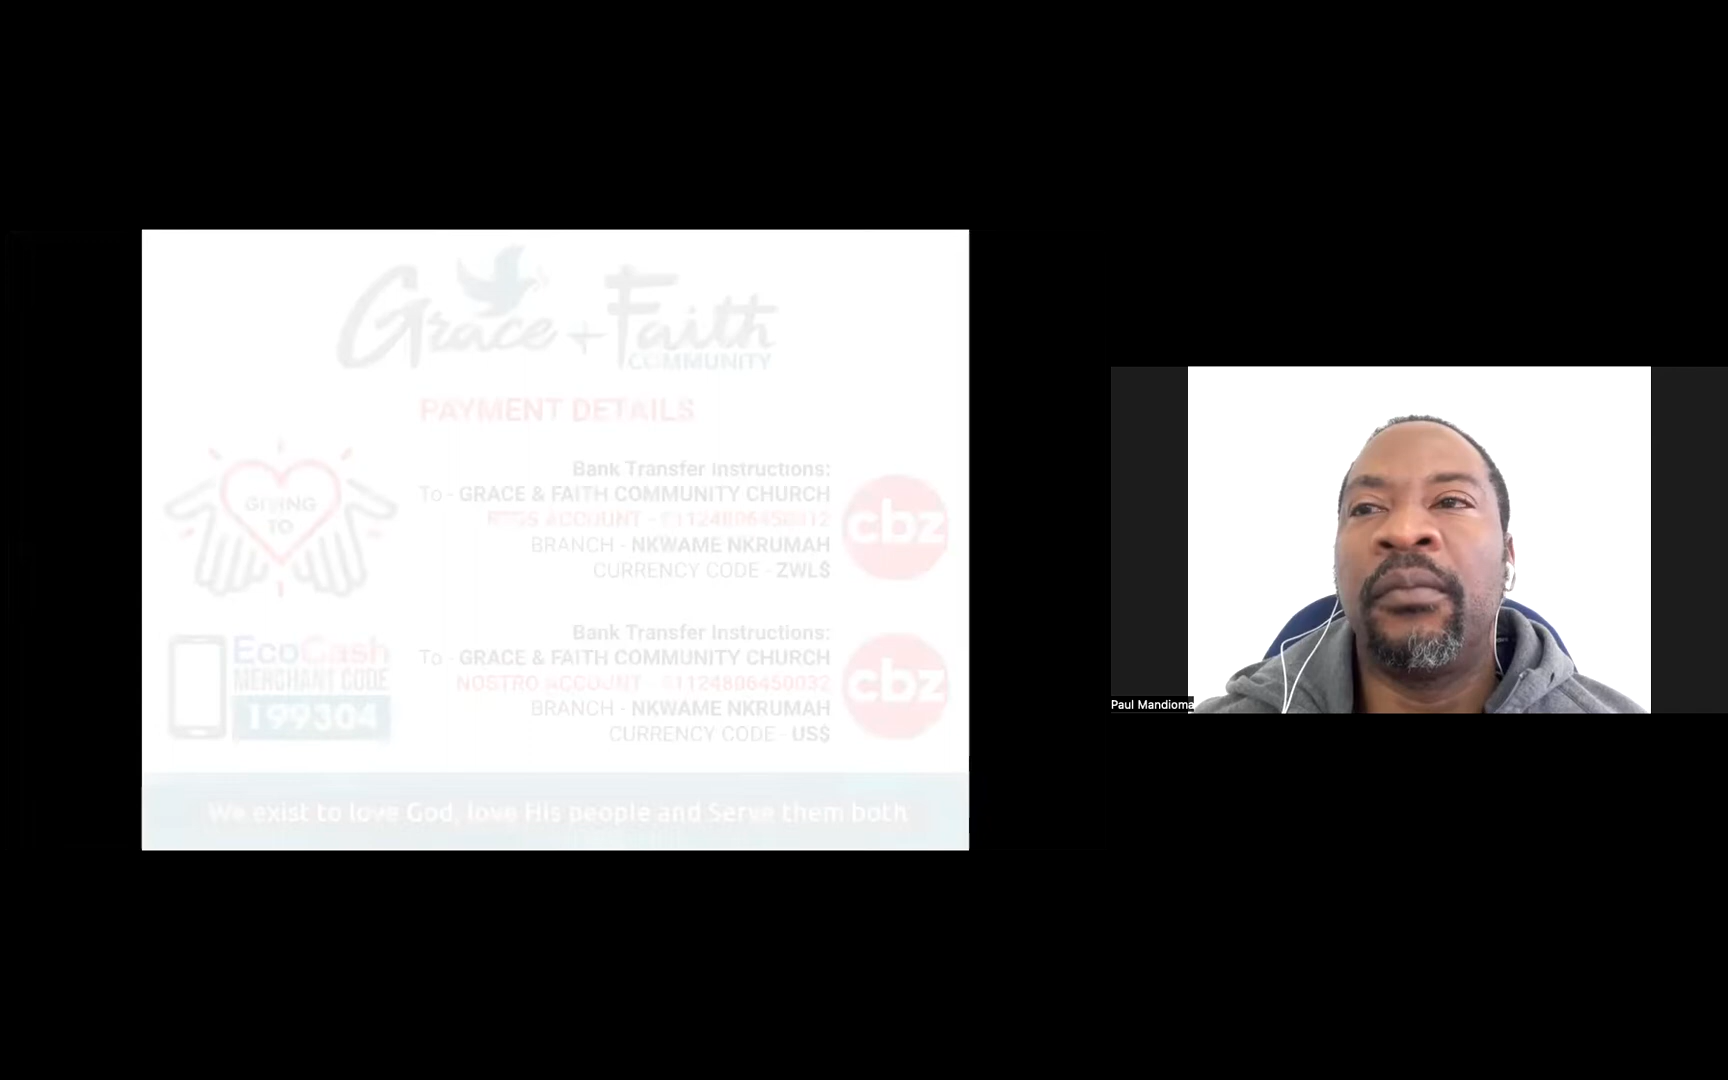 Grace + Faith
COMMUNITY
PAYMENT DETAILS
GIVING
TO
Bank Transfer Instructions:
To - GRACE & FAITH COMMUNITY CHURCH
ACCOUNT -
BRANCH - NKWAME NKRUMAH
CURRENCY CODE - ZWL$
cbz
EcoCash
MERCHANT CODE
199304
Bank Transfer Instructions:
To - GRACE & FAITH COMMUNITY CHURCH
NOSTRO ACCOUNT -
BRANCH - NKWAME NKRUMAH
CURRENCY CODE - US$
cbz
We exist to love God, love His people and Serve them both
Paul Mandioma